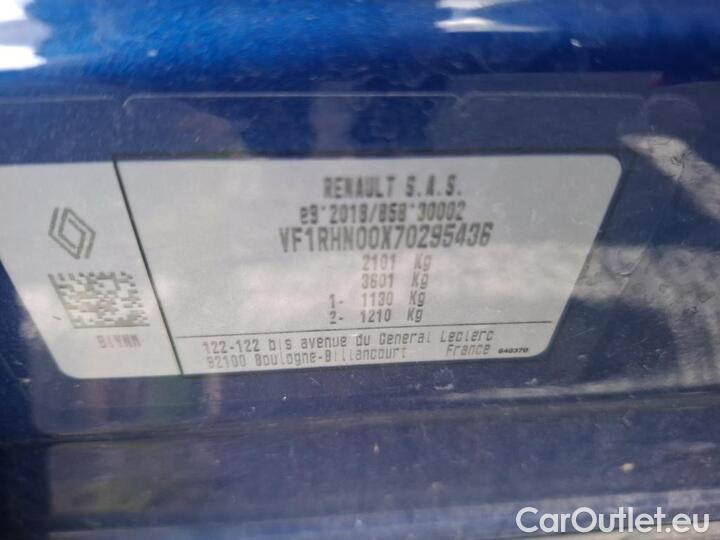 RENAULT S.A.S.
e9*2018/858*30002
VF1RHN00X70295436
2101 Kg
3601 Kg
1- 1130 Kg
2- 1210 Kg
122-122 bis avenue du General Leclerc
92100 Boulogne-Billancourt France
CarOutlet.eu